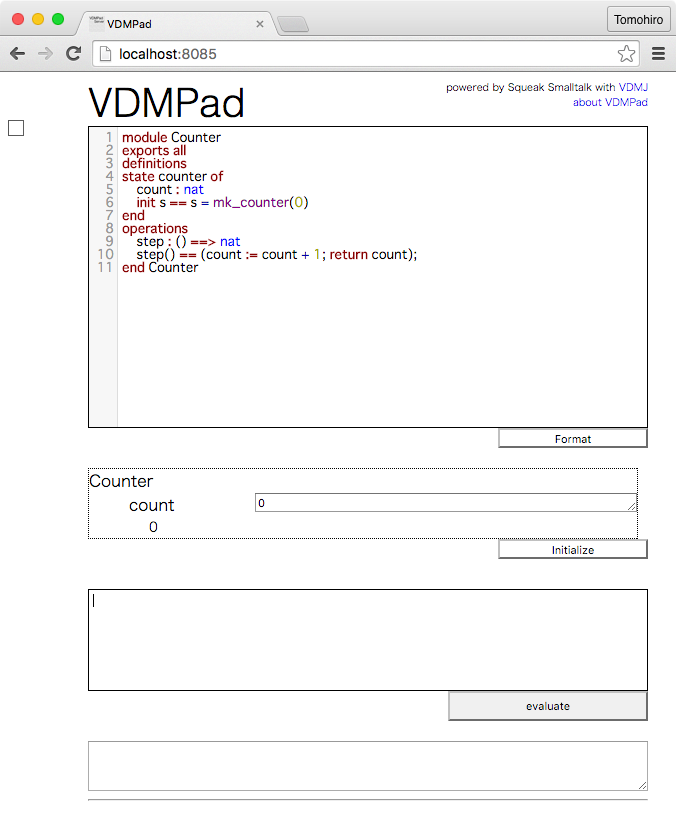 VDMPad
Tomohiro
localhost:8085
VDMPad
powered by Squeak Smalltalk with VDMJ
about VDMPad
1 module Counter
2 exports all
3 definitions
4 state counter of
5 count : nat
6 init s == s = mk_counter(0)
7 end
8 operations
9 step : () ==> nat
10 step() == (count := count + 1; return count);
11 end Counter
Format
Counter
count 0
0
Initialize
evaluate